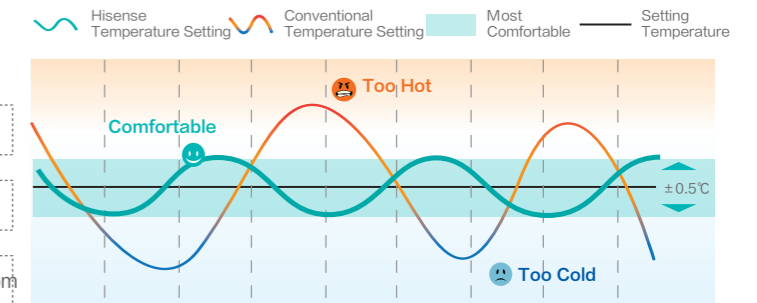 Hisense
Temperature Setting
Conventional
Temperature Setting
Most
Comfortable
Setting
Temperature
Too Hot
Comfortable
±0.5℃
Too Cold
m